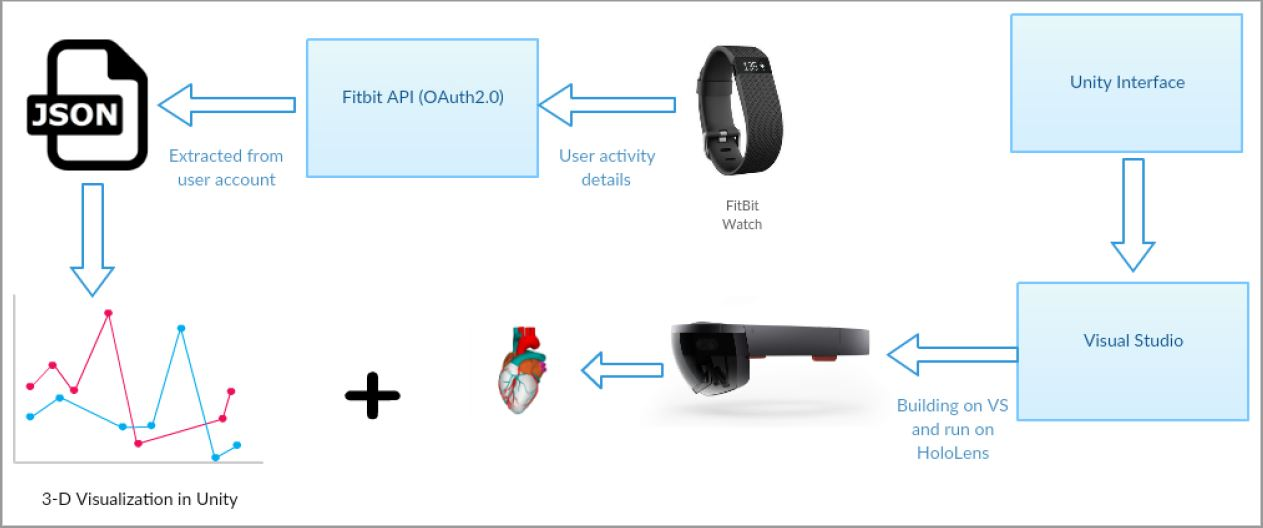 JSON
Fitbit API (OAuth2.0)
Unity Interface
Extracted from
user account
User activity
details
FitBit
Watch
Visual Studio
Building on VS
and run on
HoloLens
3-D Visualization in Unity